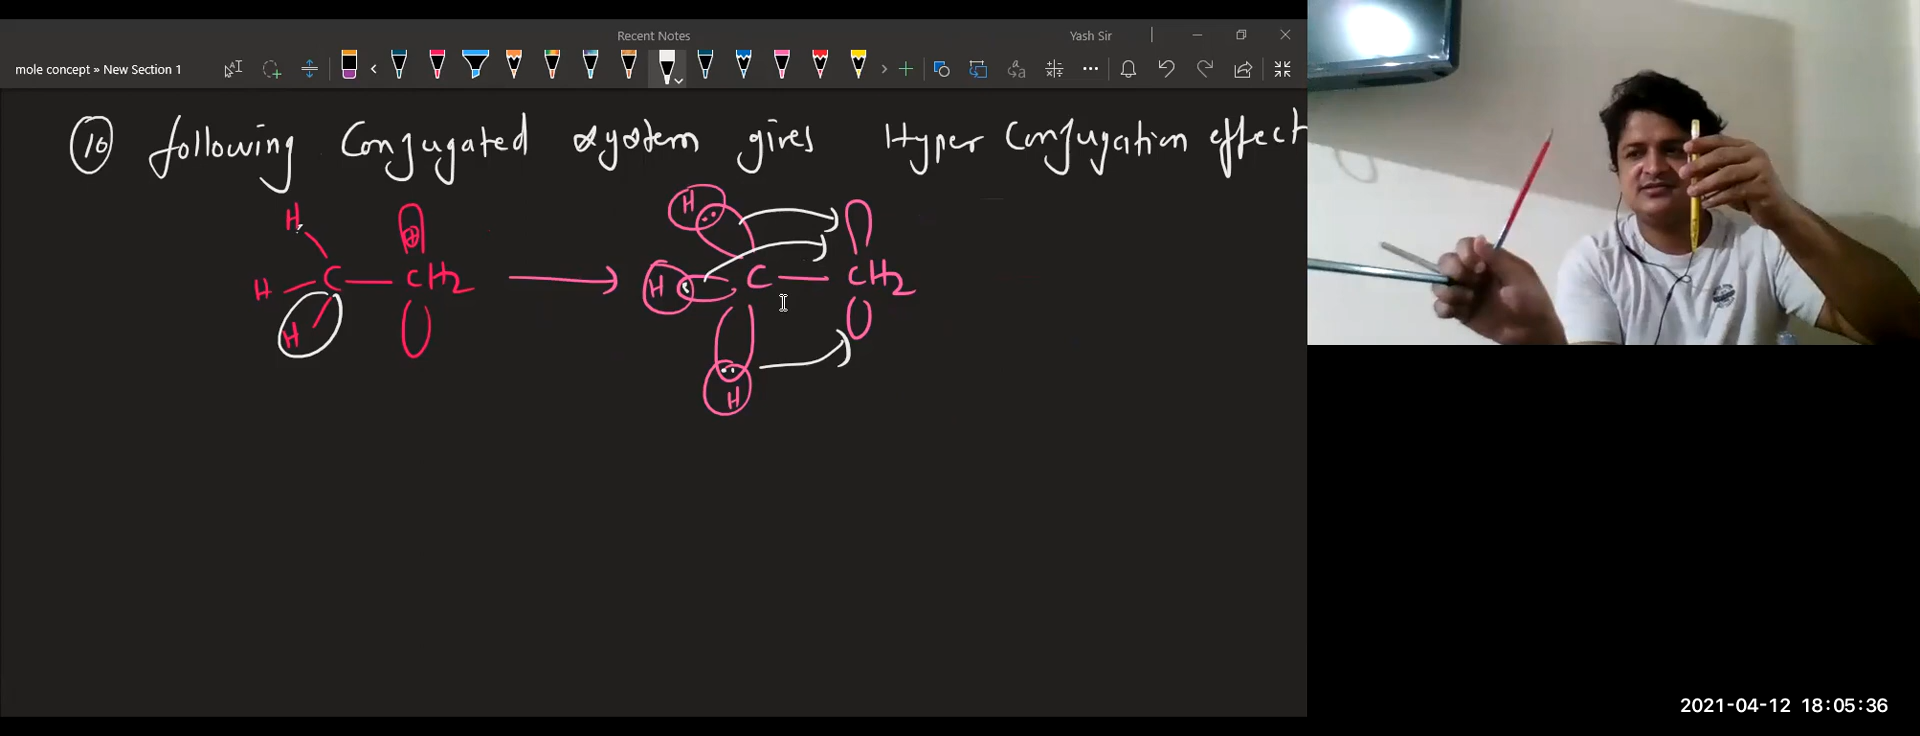 Recent Notes
Yash Sir
mole concept » New Section 1
10 following Conjugated system gives Hyper Conjugation effect
H
H
H C — CH2 → H C — CH2
H
H
2021-04-12 18:05:36